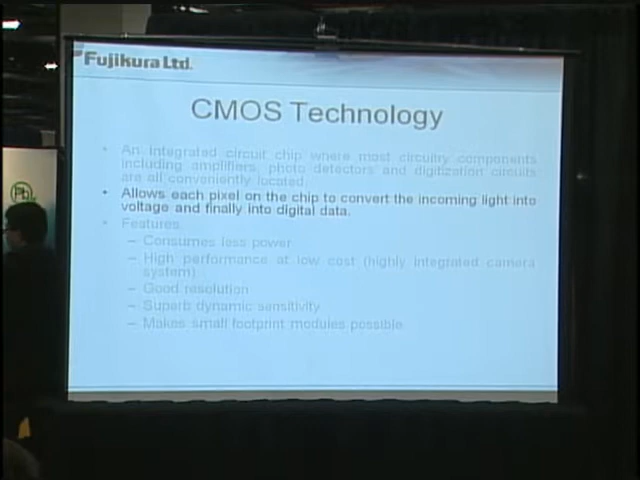 Fujikura Ltd.
CMOS Technology
• An integrated circuit chip where most circuitry components
including amplifiers, photo detectors and digitization circuits
are all conveniently located.
• Allows each pixel on the chip to convert the incoming light into
voltage and finally into digital data.
• Features:
– Consumes less power
– High performance at low cost (highly integrated camera
system)
– Good resolution
– Superb dynamic sensitivity
– Makes small footprint modules possible
Pb